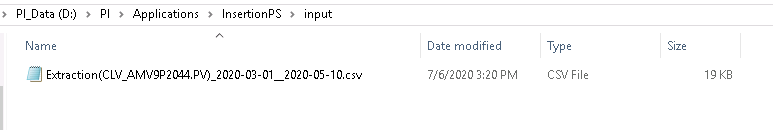 PI_Data (D:) > PI > Applications > InsertionPS > input
Name Date modified Type Size
Extraction(CLV_AMV9P2044.PV)_2020-03-01__2020-05-10.csv 7/6/2020 3:20 PM CSV File 19 KB